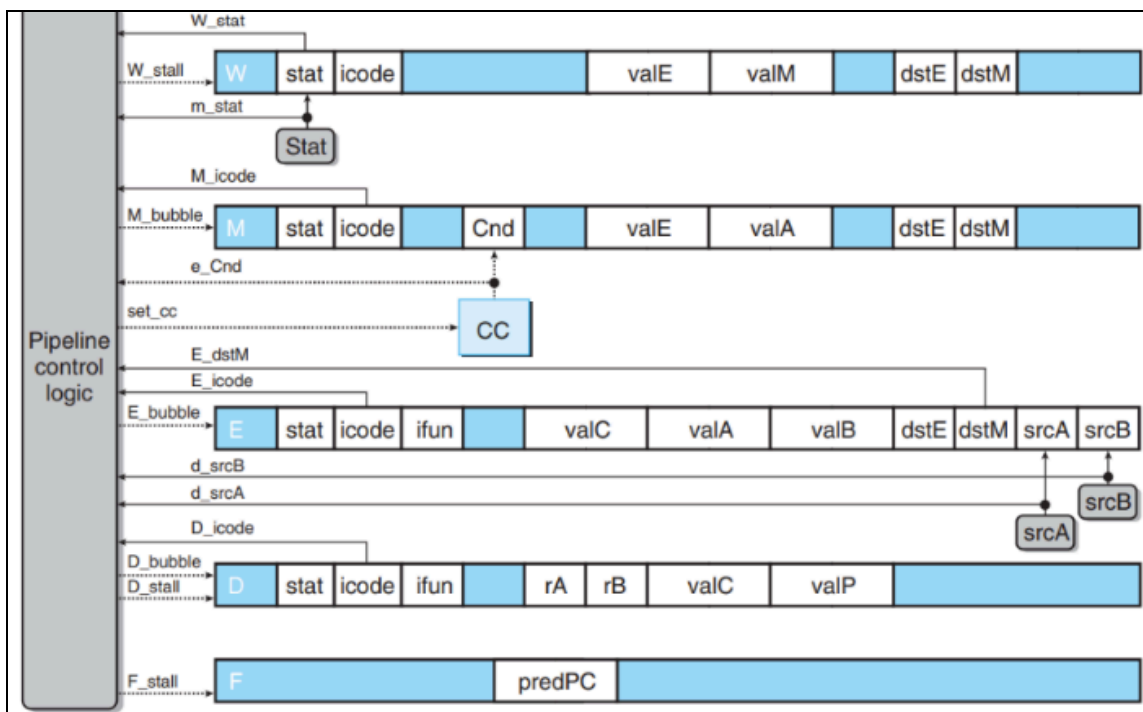 W_stat
W_stall
W stat icode valE valM dstE dstM
m_stat
Stat
M_icode
M_bubble
M stat icode Cnd valE valA dstE dstM
e_Cnd
set_cc
CC
Pipeline
control
logic
E_dstM
E_icode
E_bubble
E stat icode ifun valC valA valB dstE dstM srcA srcB
d_srcB
d_srcA
srcB
srcA
D_icode
D_bubble
D_stall
D stat icode ifun rA rB valC valP
F_stall
F predPC